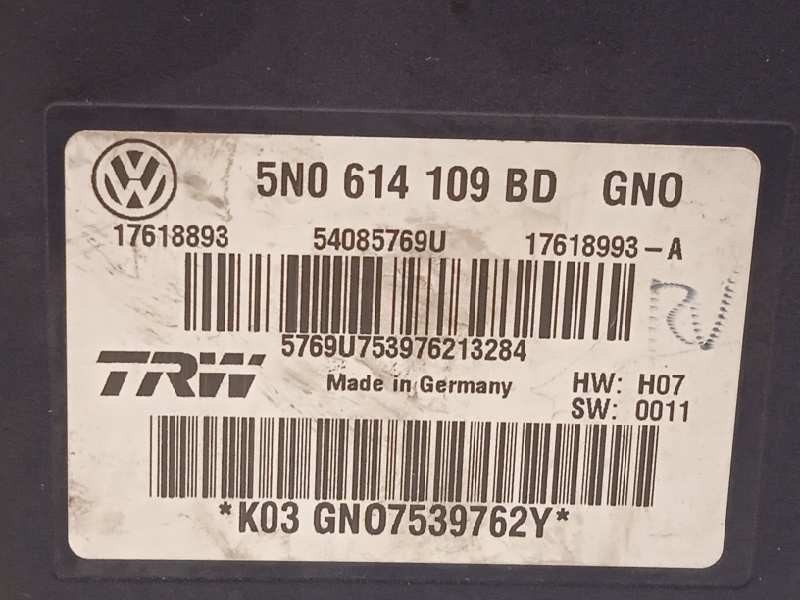 VW 5N0 614 109 BD GNO
17618893 54085769U 17618993-A
5769U753976213284
TRW Made in Germany HW: H07
SW: 0011
*K03 GNO7539762Y*